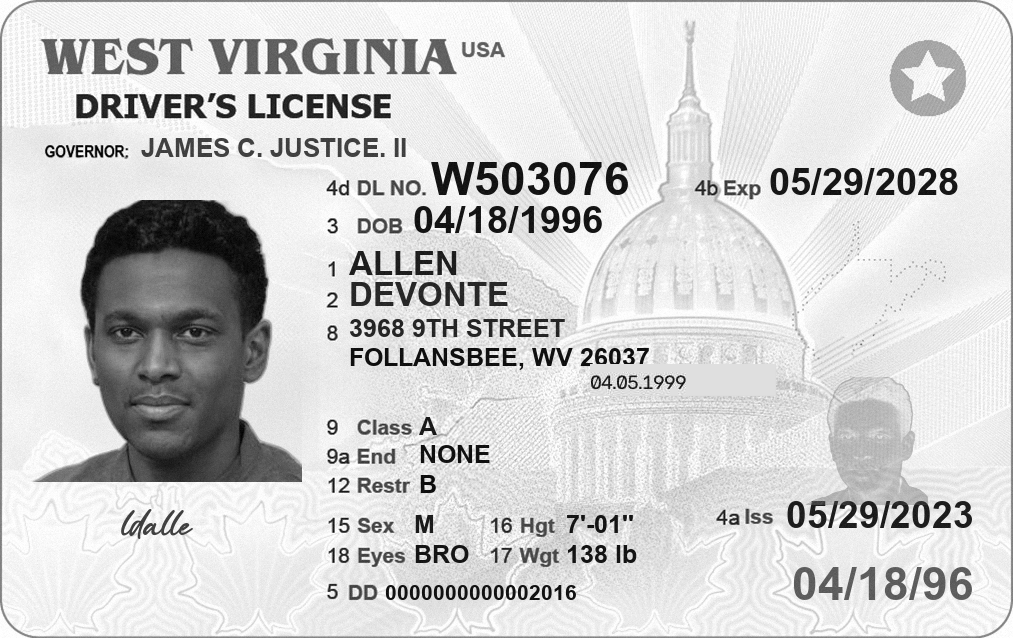 WEST VIRGINIA USA
DRIVER'S LICENSE
GOVERNOR: JAMES C. JUSTICE. II
4d DL NO. W503076 4b Exp 05/29/2028
3 DOB 04/18/1996
1 ALLEN
2 DEVONTE
8 3968 9TH STREET
FOLLANSBEE, WV 26037
04.05.1999
9 Class A
9a End NONE
12 Restr B
15 Sex M 16 Hgt 7'-01" 4a Iss 05/29/2023
ldalle
18 Eyes BRO 17 Wgt 138 lb
5 DD 0000000000002016
04/18/96